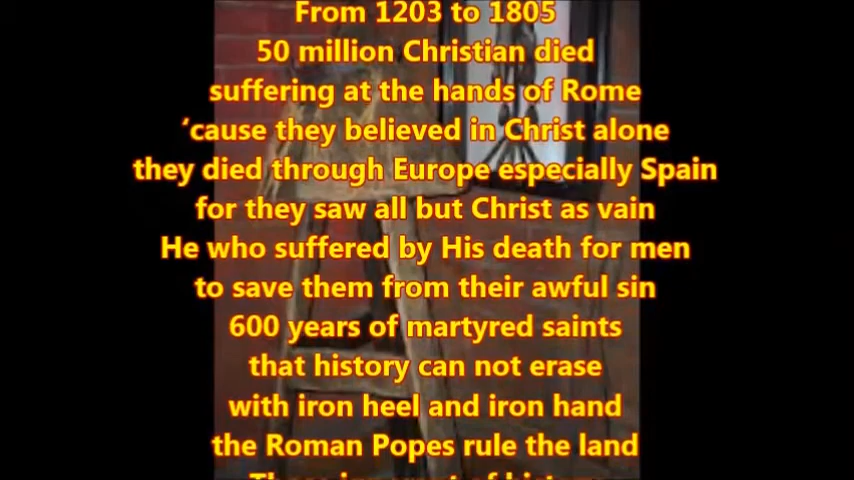 From 1203 to 1805
50 million Christian died
suffering at the hands of Rome
‘cause they believed in Christ alone
they died through Europe especially Spain
for they saw all but Christ as vain
He who suffered by His death for men
to save them from their awful sin
600 years of martyred saints
that history can not erase
with iron heel and iron hand
the Roman Popes rule the land